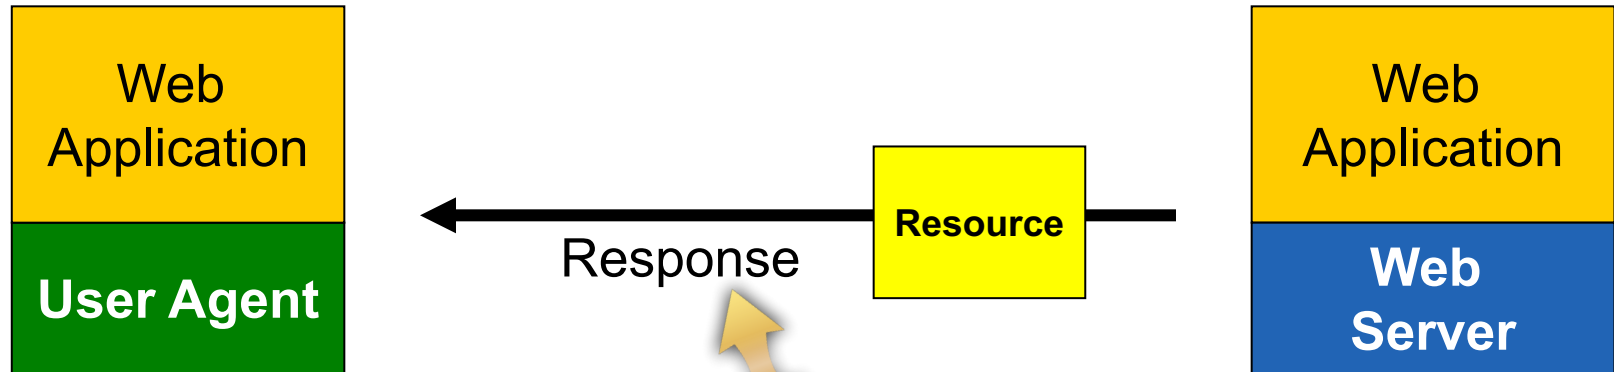 Web
Application
User Agent
Response
Resource
Web
Application
Web
Server